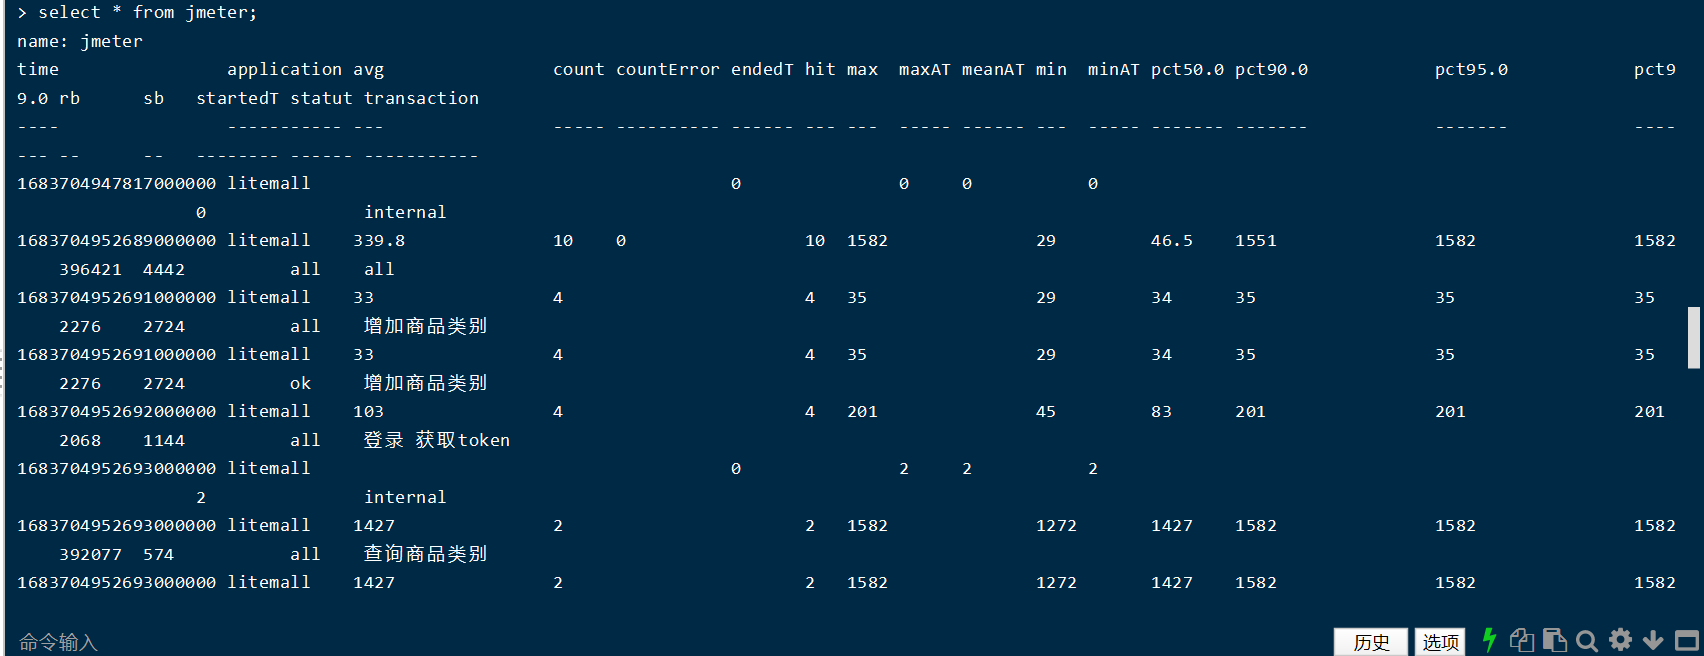 > select * from jmeter;
name: jmeter
time                application avg                count countError endedT hit max  maxAT meanAT min  minAT pct50.0 pct90.0            pct95.0            pct9
9.0 rb      sb   startedT statut transaction
----                ----------- ---                ----- ---------- ------ --- ---  ----- ------ ---  ----- ------- -------            -------            ----
--- --      --   -------- ------ -----------
1683704947817000000 litemall                                        0               0     0           0
                 0               internal
1683704952689000000 litemall    339.8              10    0                 10  1582              29         46.5    1551               1582               1582
    396421  4442          all    all
1683704952691000000 litemall    33                 4                       4   35                29         34      35                 35                 35
    2276    2724          all    增加商品类别
1683704952691000000 litemall    33                 4                       4   35                29         34      35                 35                 35
    2276    2724          ok     增加商品类别
1683704952692000000 litemall    103                4                       4   201               45         83      201                201                201
    2068    1144          all    登录 获取token
1683704952693000000 litemall                                        0               2     2           2
                 2               internal
1683704952693000000 litemall    1427               2                       2   1582              1272       1427    1582               1582               1582
    392077  574           all    查询商品类别
1683704952693000000 litemall    1427               2                       2   1582              1272       1427    1582               1582               1582
命令输入 历史 选项